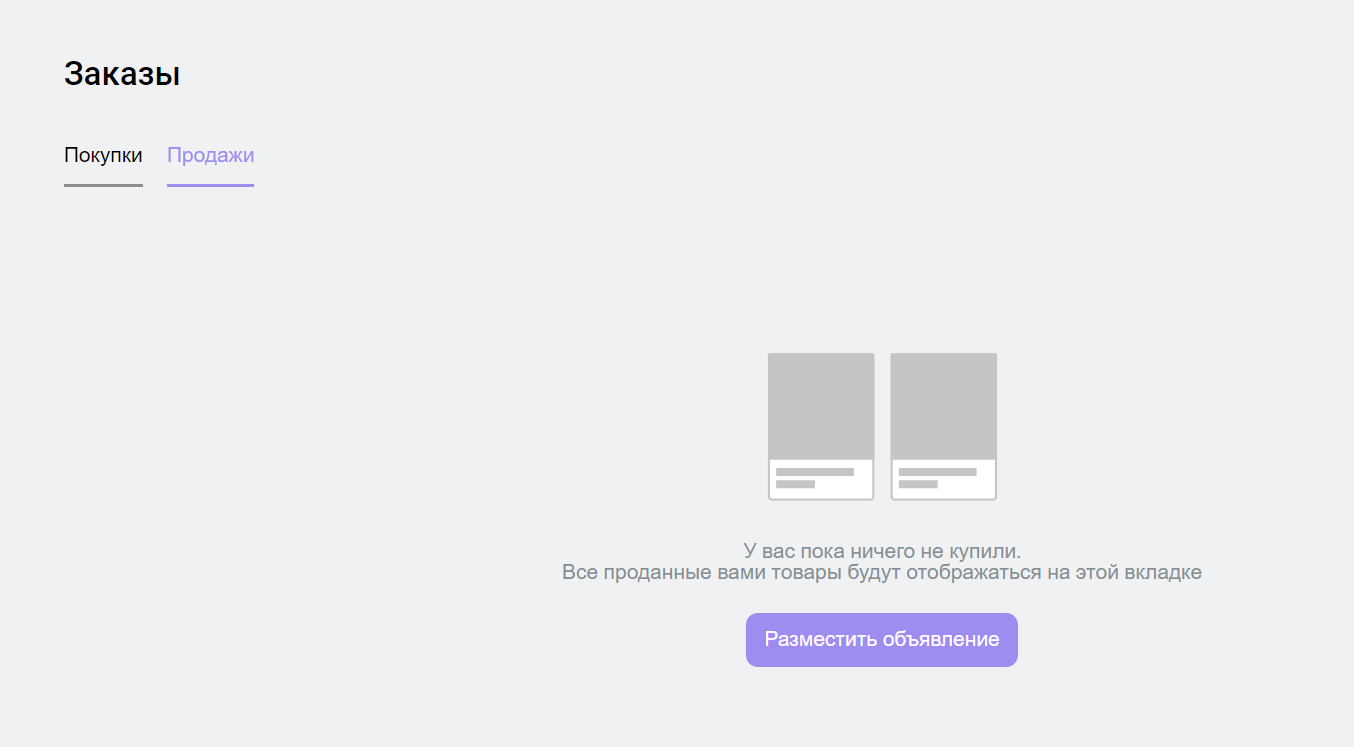 Заказы
Покупки Продажи
У вас пока ничего не купили.
Все проданные вами товары будут отображаться на этой вкладке
Разместить объявление